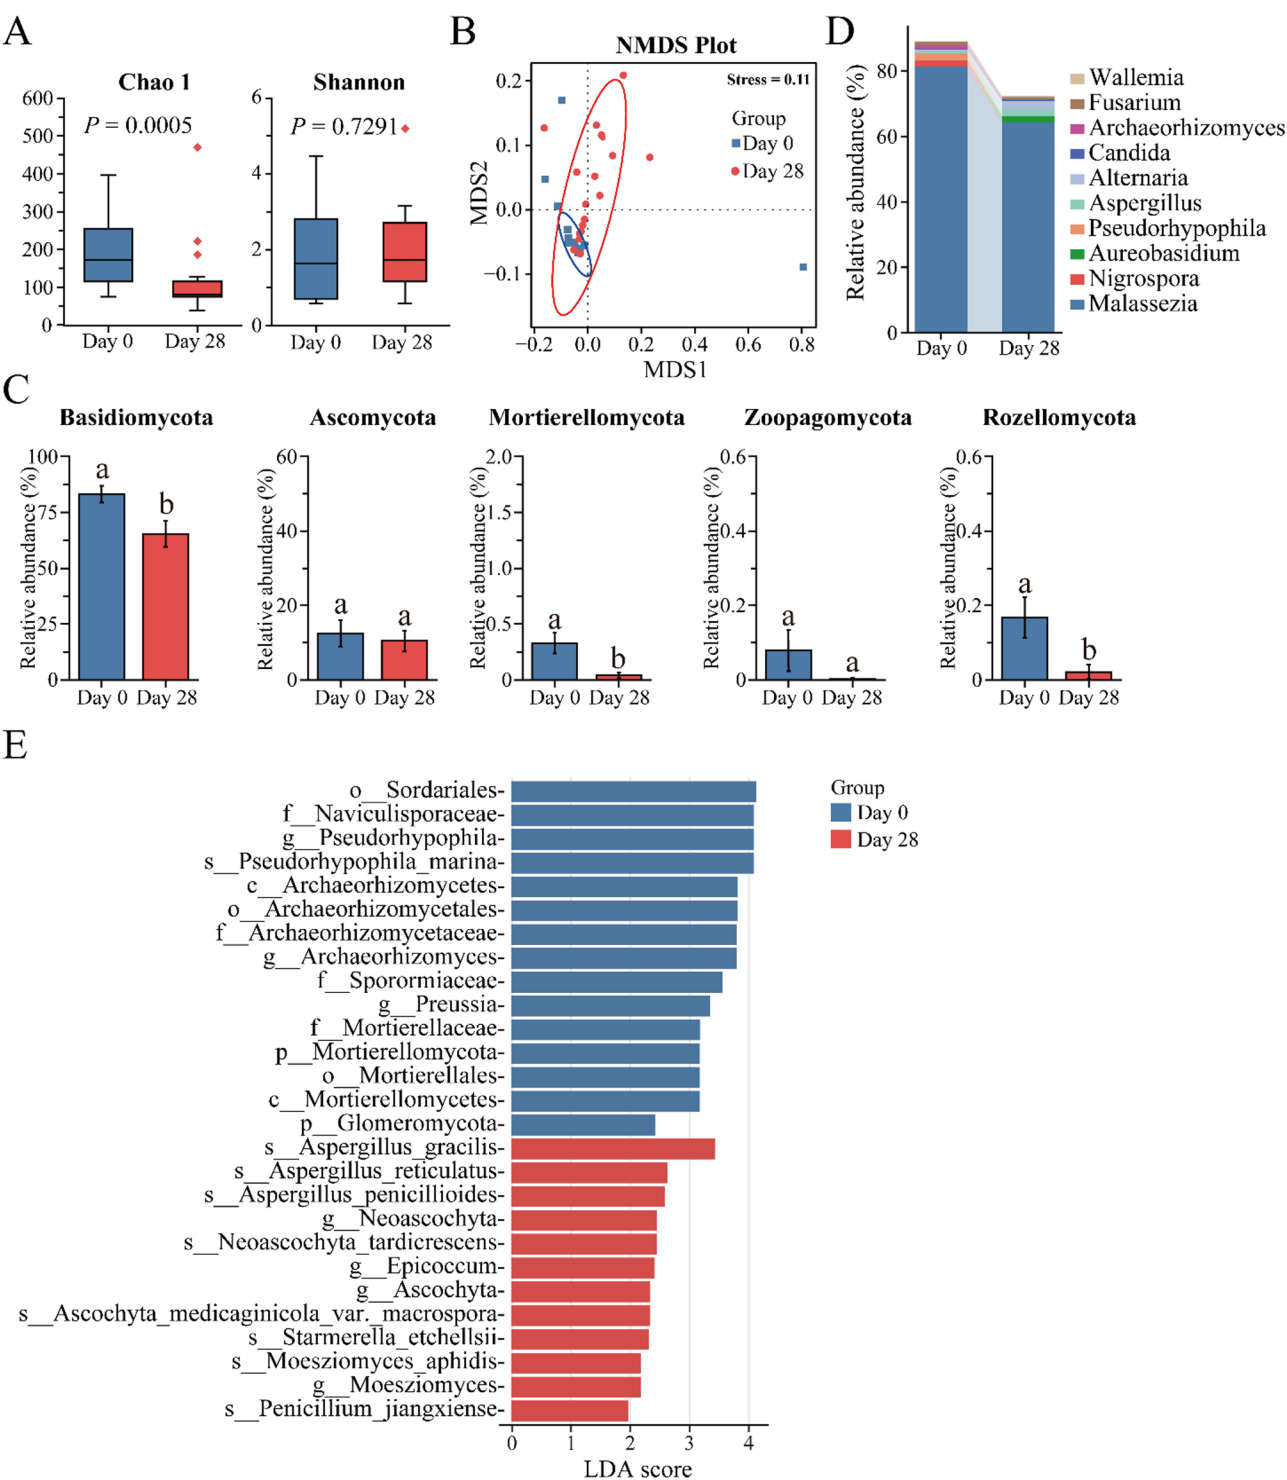 A
Chao 1
Shannon
600
500
400
300
200
100
0
P = 0.0005
Day 0
Day 28
6
4
2
0
P = 0.7291
Day 0
Day 28
B
NMDS Plot
Stress = 0.11
Group
Day 0
Day 28
MDS2
0.2
0.1
0.0
−0.1
−0.2
0.0
0.2
0.4
0.6
0.8
MDS1
D
Relative abundance (%)
80
60
40
20
0
Day 0
Day 28
Wallemia
Fusarium
Archaeorhizomyces
Candida
Alternaria
Aspergillus
Pseudorhypophila
Aureobasidium
Nigrospora
Malassezia
C
Basidiomycota
Relative abundance (%)
100
75
50
25
0
a
b
Day 0
Day 28
Ascomycota
Relative abundance (%)
60
40
20
0
a
a
Day 0
Day 28
Mortierellomycota
Relative abundance (%)
2.0
1.5
1.0
0.5
0
a
b
Day 0
Day 28
Zoopagomycota
Relative abundance (%)
0.6
0.4
0.2
0
a
a
Day 0
Day 28
Rozellomycota
Relative abundance (%)
0.6
0.4
0.2
0
a
b
Day 0
Day 28
E
o__Sordariales-
f__Naviculisporaceae-
g__Pseudorhypophila-
s__Pseudorhypophila_marina-
c__Archaeorhizomycetes-
o__Archaeorhizomycetales-
f__Archaeorhizomycetaceae-
g__Archaeorhizomyces-
f__Sporormiaceae-
g__Preussia-
f__Mortierellaceae-
p__Mortierellomycota-
o__Mortierellales-
c__Mortierellomycetes-
p__Glomeromycota-
s__Aspergillus_gracilis-
s__Aspergillus_reticulatus-
s__Aspergillus_penicillioides-
g__Neoascochyta-
s__Neoascochyta_tardicrescens-
g__Epicoccum-
g__Ascochyta-
s__Ascochyta_medicaginicola_var._macrospora-
s__Starmerella_etchellsii-
s__Moesziomyces_aphidis-
g__Moesziomyces-
s__Penicillium_jiangxiense-
0
1
2
3
4
LDA score
Group
Day 0
Day 28